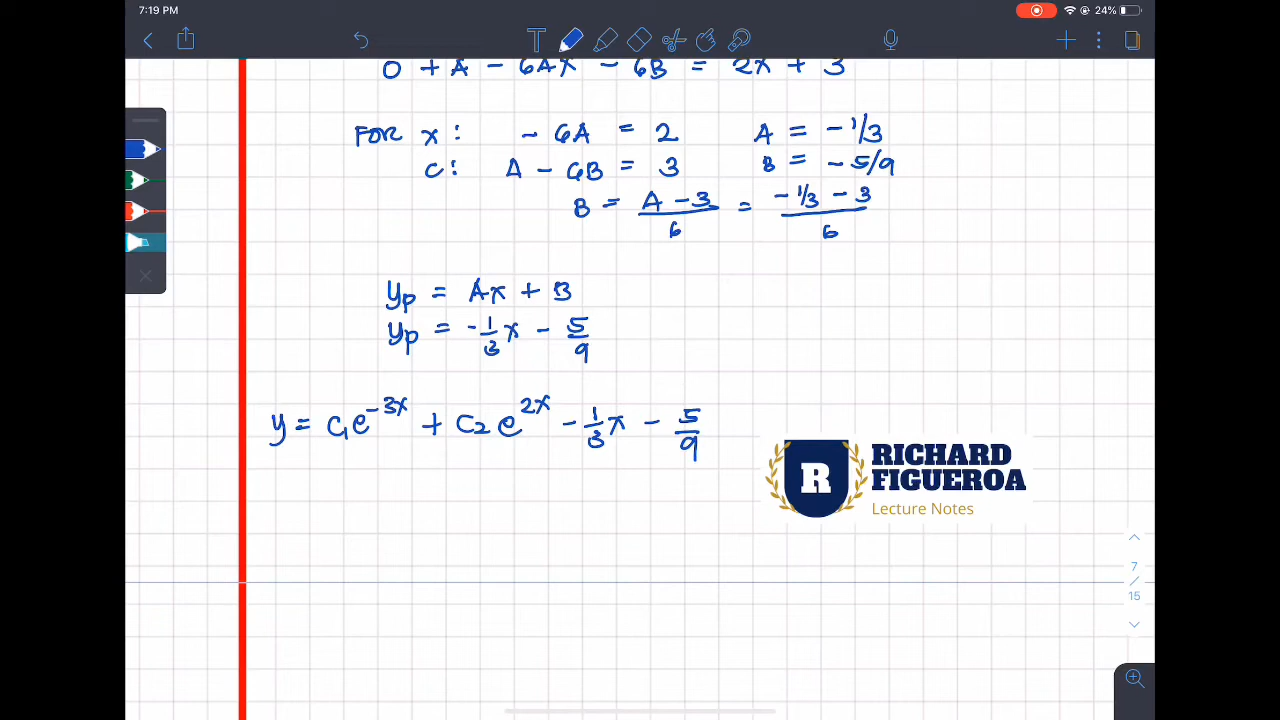 7:19 PM
24%
0 + A - 6Ax - 6B = 2x + 3
FOR x: - 6A = 2 A = - 1/3
C: A - 6B = 3 B = - 5/9
B = A - 3 / 6 = - 1/3 - 3 / 6
yp = Ax + B
yp = - 1/3 x - 5/9
y = C1e^-3x + C2 e^2x - 1/3 x - 5/9
R
RICHARD
FIGUEROA
Lecture Notes
7
/
15